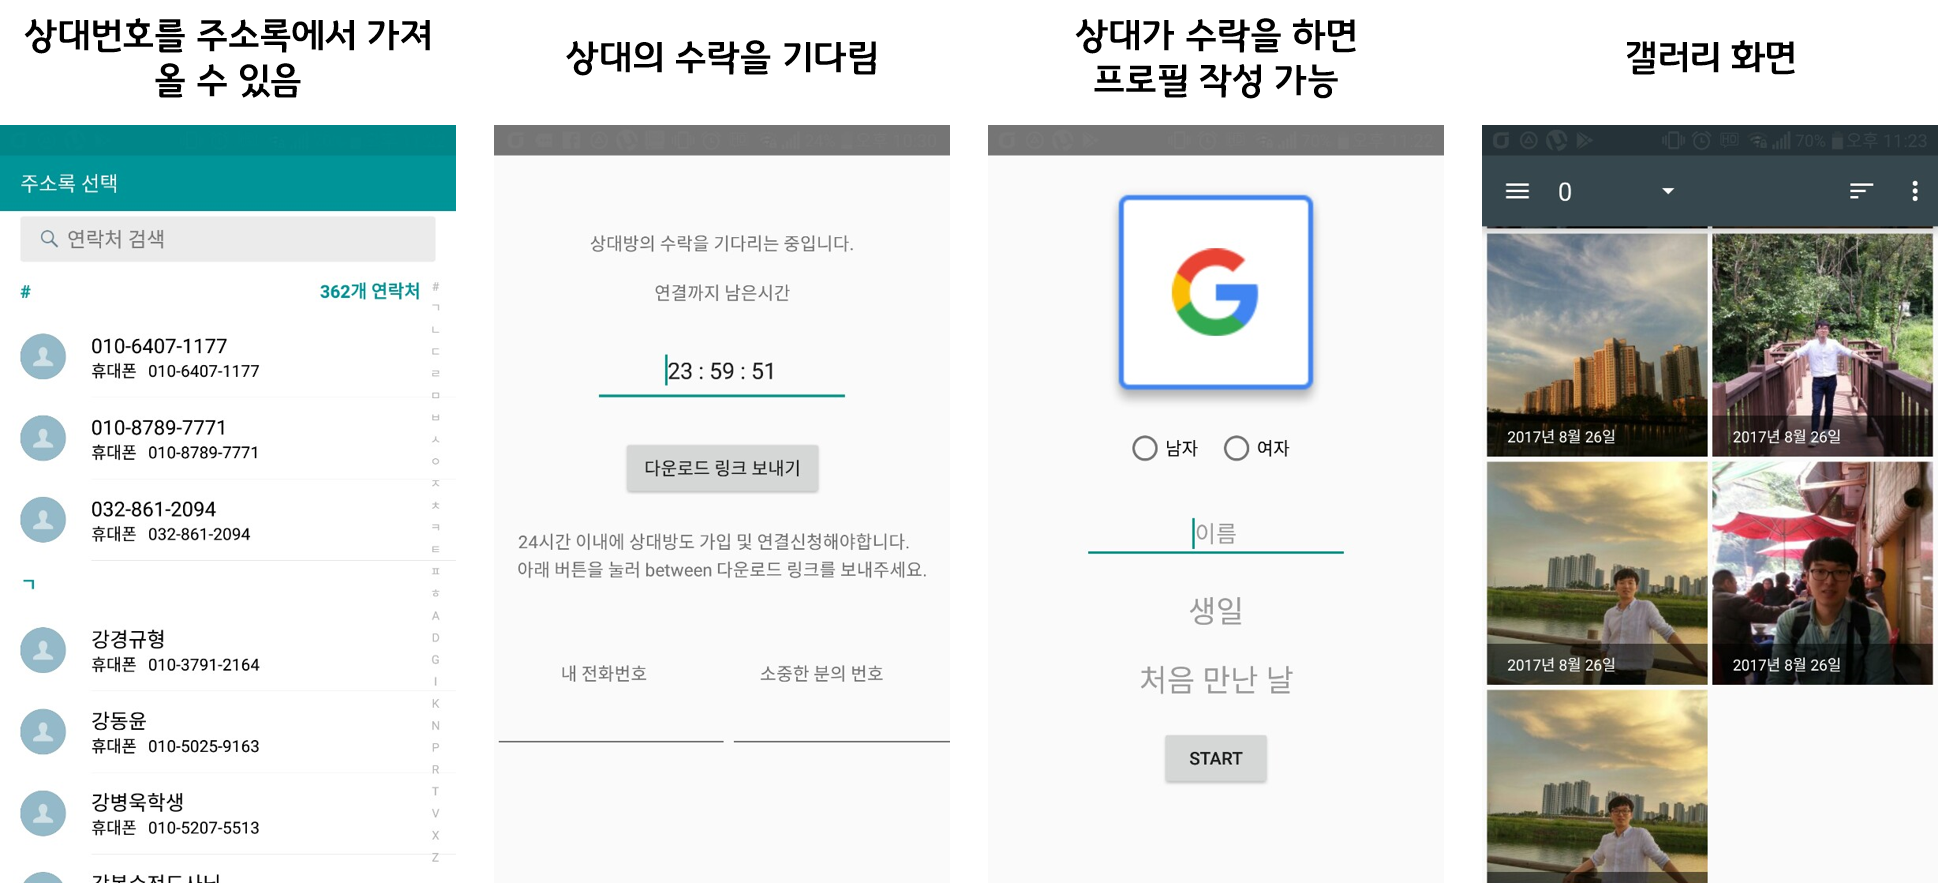 상대번호를 주소록에서 가져
올 수 있음
주소록 선택
연락처 검색
#
362개 연락처
010-6407-1177
휴대폰 010-6407-1177
010-8789-7771
휴대폰 010-8789-7771
032-861-2094
휴대폰 032-861-2094
ㄱ
강경규형
휴대폰 010-3791-2164
강동윤
휴대폰 010-5025-9163
강병욱학생
휴대폰 010-5207-5513
#
ㄱ
ㄴ
ㄷ
ㄹ
ㅁ
ㅂ
ㅅ
ㅇ
ㅈ
ㅊ
ㅋ
ㅌ
ㅍ
ㅎ
A
D
G
I
K
N
P
R
T
V
X
Z
상대의 수락을 기다림
상대방의 수락을 기다리는 중입니다.
연결까지 남은시간
23 : 59 : 51
다운로드 링크 보내기
24시간 이내에 상대방도 가입 및 연결신청해야합니다.
아래 버튼을 눌러 between 다운로드 링크를 보내주세요.
내 전화번호
소중한 분의 번호
상대가 수락을 하면
프로필 작성 가능
G
남자
여자
이름
생일
처음 만난 날
START
갤러리 화면
70% 오후 11:23
0
2017년 8월 26일
2017년 8월 26일
2017년 8월 26일
2017년 8월 26일